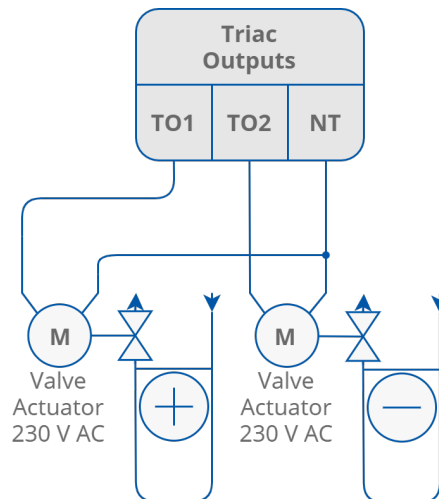 Triac
Outputs
TO1 TO2 NT
M M
Valve
Actuator
230 V AC
Valve
Actuator
230 V AC